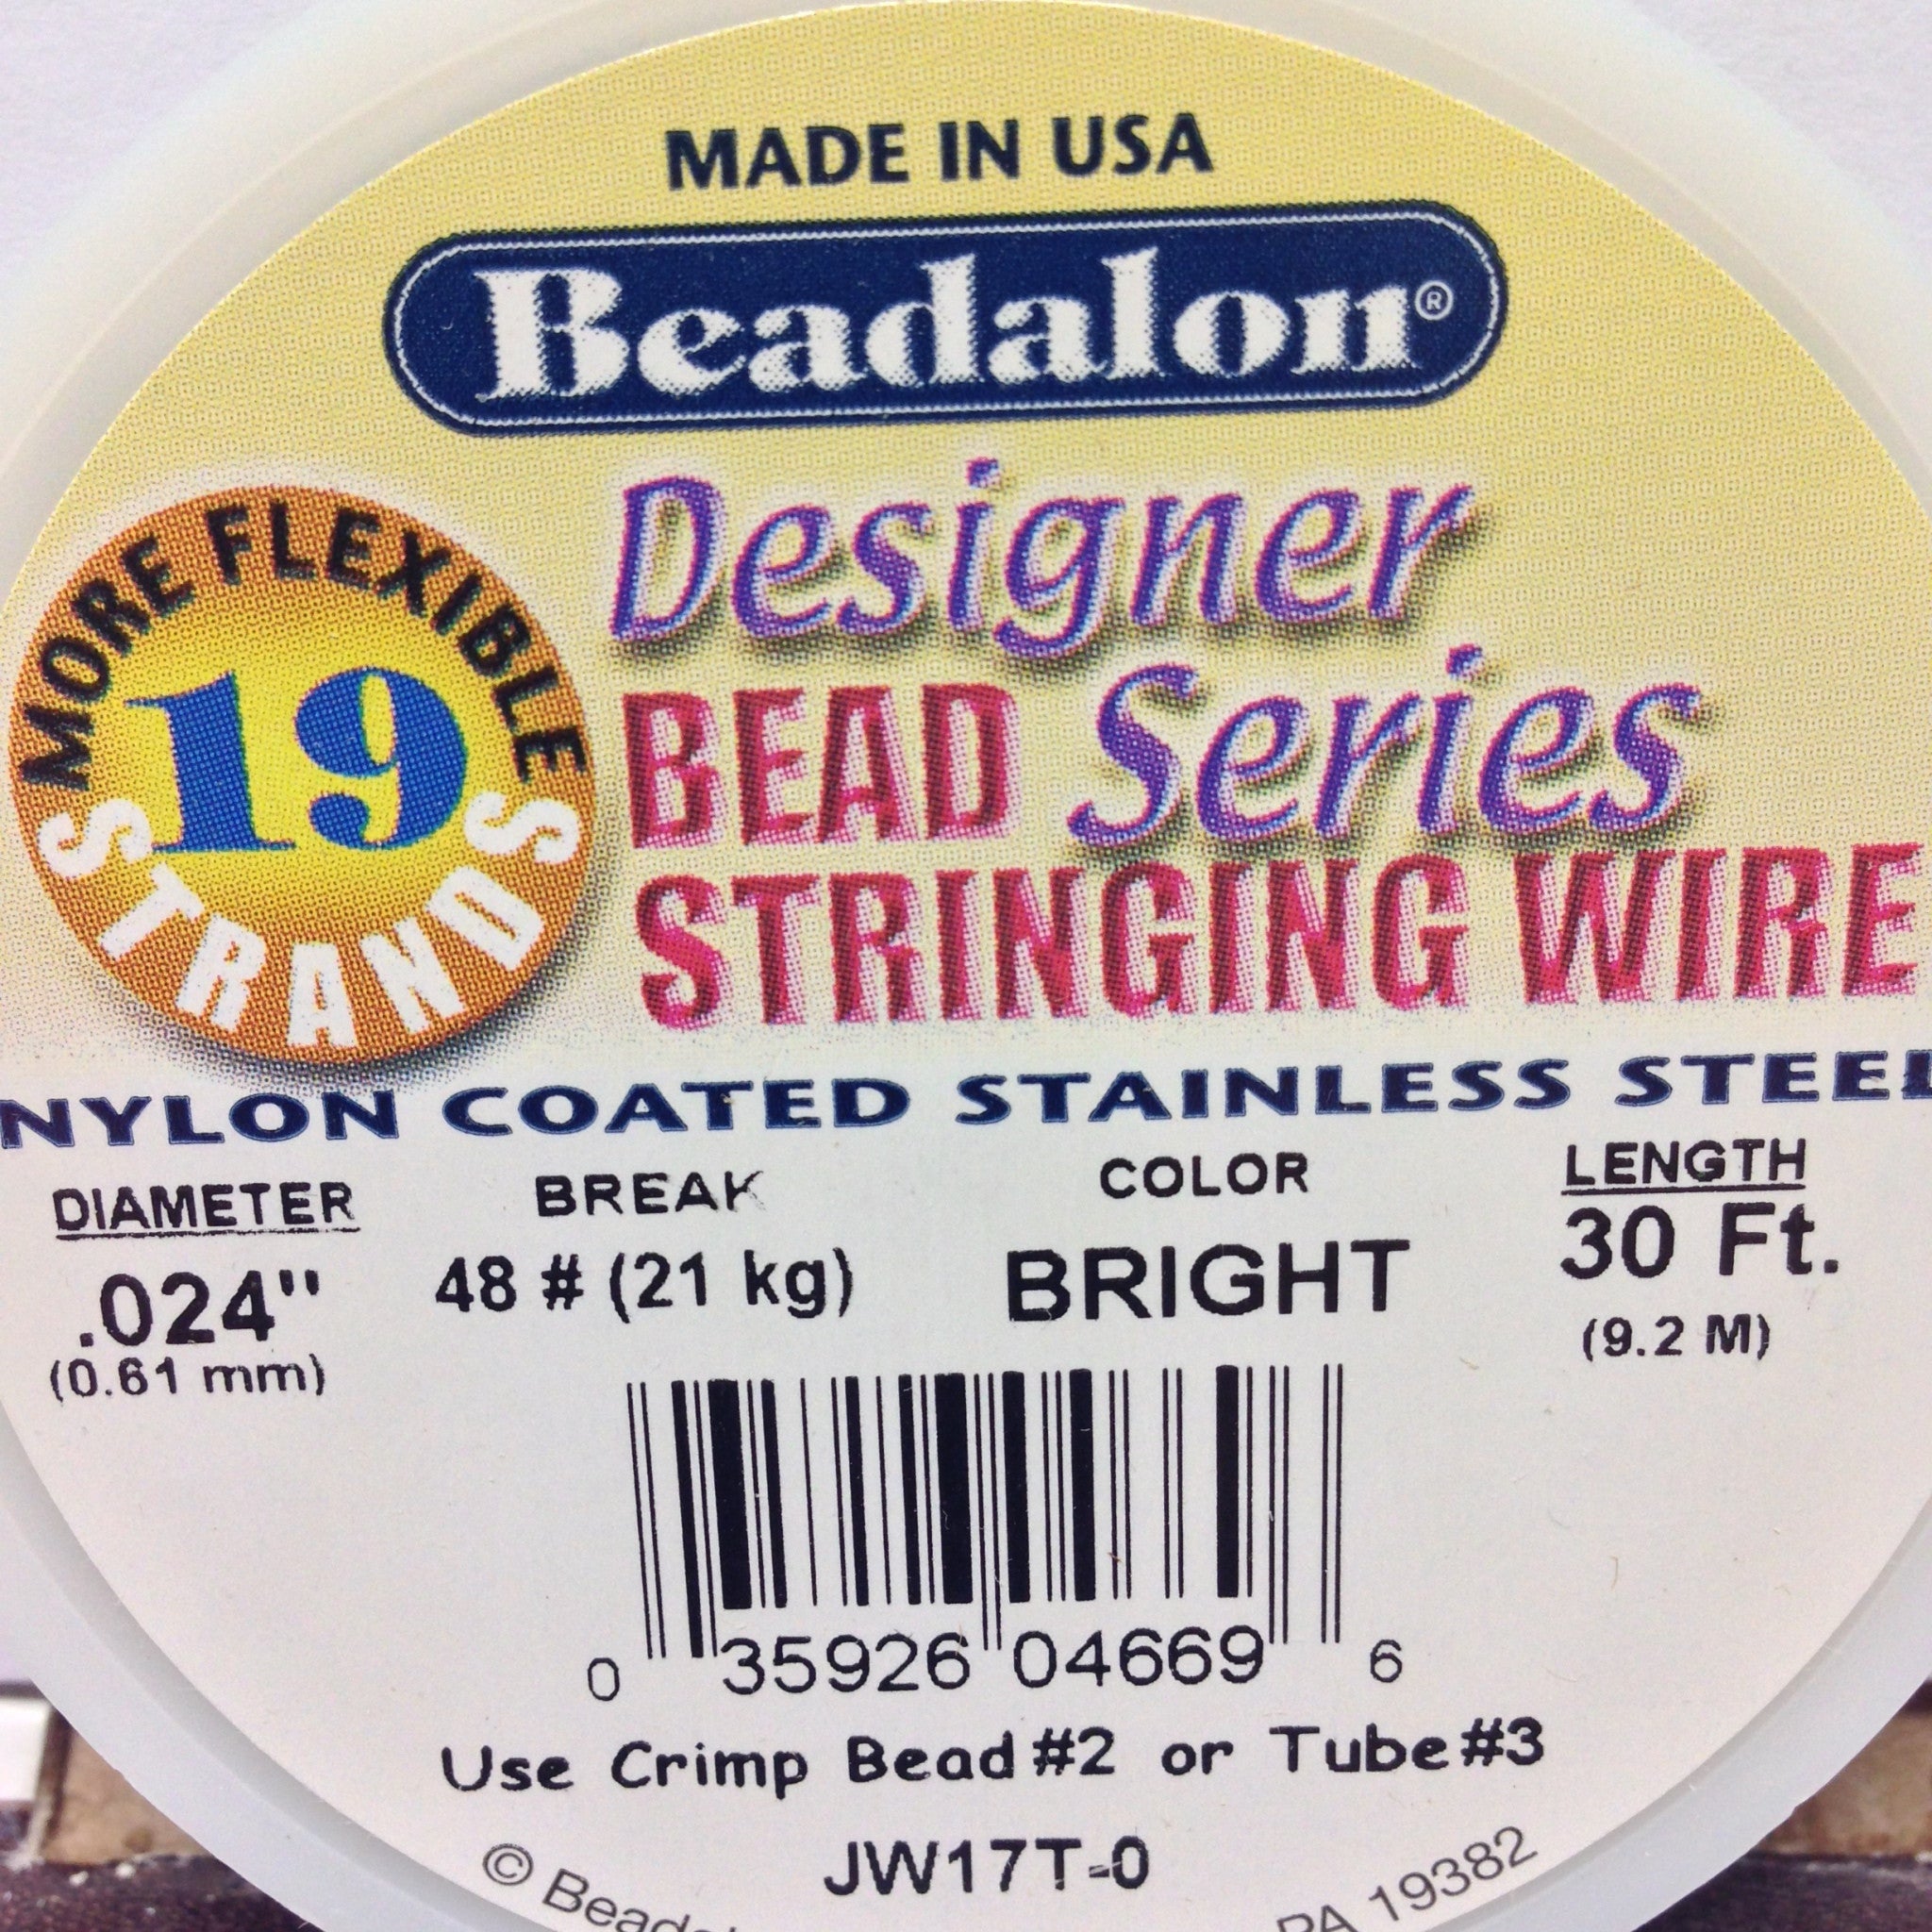 MADE IN USA
Beadalon®
MORE FLEXIBLE
19
STRANDS
Designer
BEAD Series
STRINGING WIRE
NYLON COATED STAINLESS STEEL
DIAMETER BREAK COLOR LENGTH
.024" 48 # (21 kg) BRIGHT 30 Ft.
(0.61 mm) (9.2 M)
0 35926 04669 6
Use Crimp Bead #2 or Tube #3
JW17T-0
© PA 19382